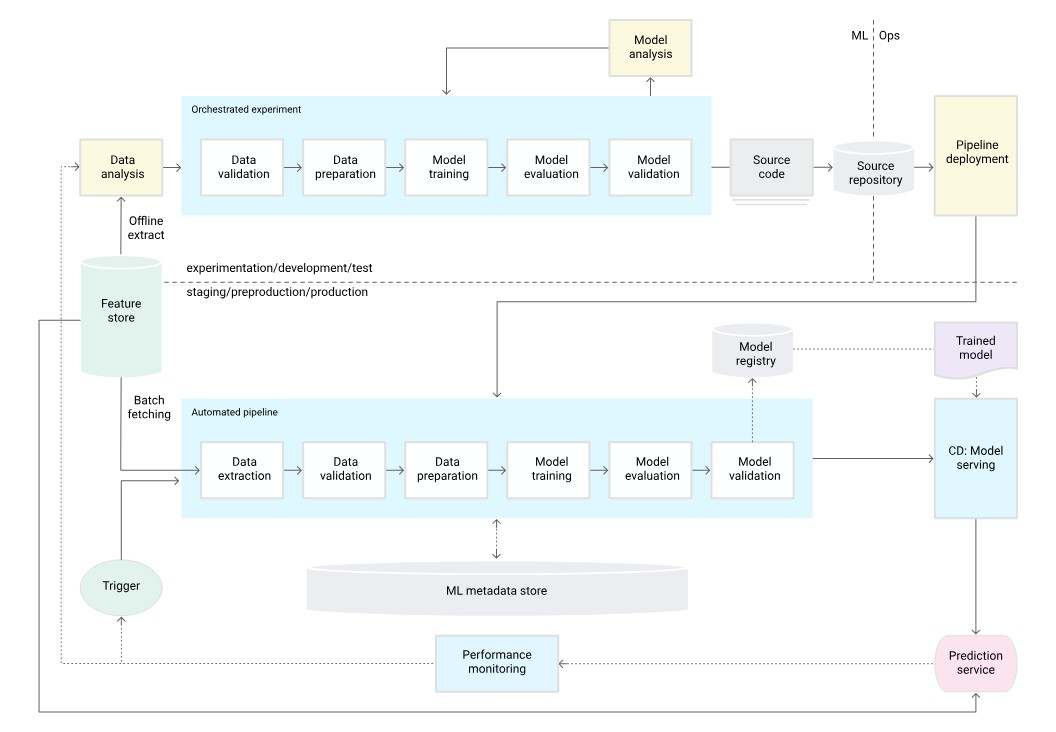 Model
analysis
ML
Ops
Orchestrated experiment
Data
analysis
Data
validation
Data
preparation
Model
training
Model
evaluation
Model
validation
Source
code
Source
repository
Pipeline
deployment
Offline
extract
experimentation/development/test
staging/preproduction/production
Feature
store
Model
registry
Trained
model
Batch
fetching
Automated pipeline
Data
extraction
Data
validation
Data
preparation
Model
training
Model
evaluation
Model
validation
CD: Model
serving
Trigger
ML metadata store
Performance
monitoring
Prediction
service